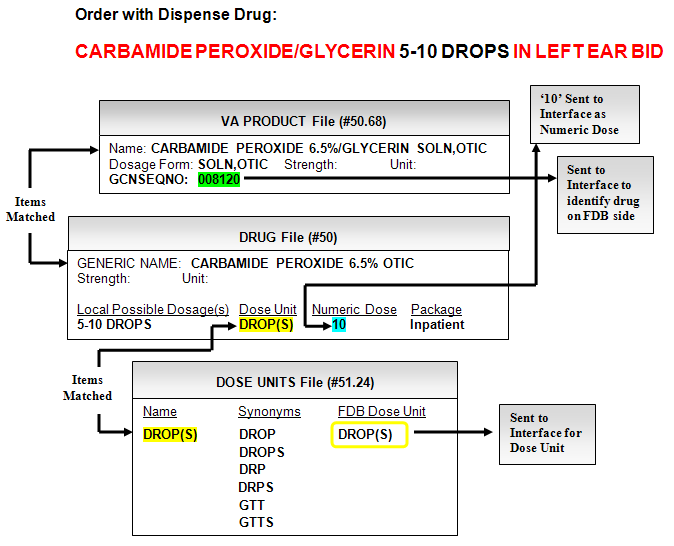 Order with Dispense Drug:
CARBAMIDE PEROXIDE/GLYCERIN 5-10 DROPS IN LEFT EAR BID
‘10’ Sent to
Interface as
Numeric Dose
VA PRODUCT File (#50.68)
Name: CARBAMIDE PEROXIDE 6.5%/GLYCERIN SOLN,OTIC
Dosage Form: SOLN,OTIC Strength: Unit:
GCNSEQNO: 008120
Sent to
Interface to
identify drug
on FDB side
Items
Matched
DRUG File (#50)
GENERIC NAME: CARBAMIDE PEROXIDE 6.5% OTIC
Strength: Unit:
Local Possible Dosage(s) Dose Unit Numeric Dose Package
5-10 DROPS DROP(S) 10 Inpatient
Items
Matched
DOSE UNITS File (#51.24)
Name Synonyms FDB Dose Unit
DROP(S) DROP DROP(S)
DROPS
DRP
DRPS
GTT
GTTS
Sent to
Interface for
Dose Unit